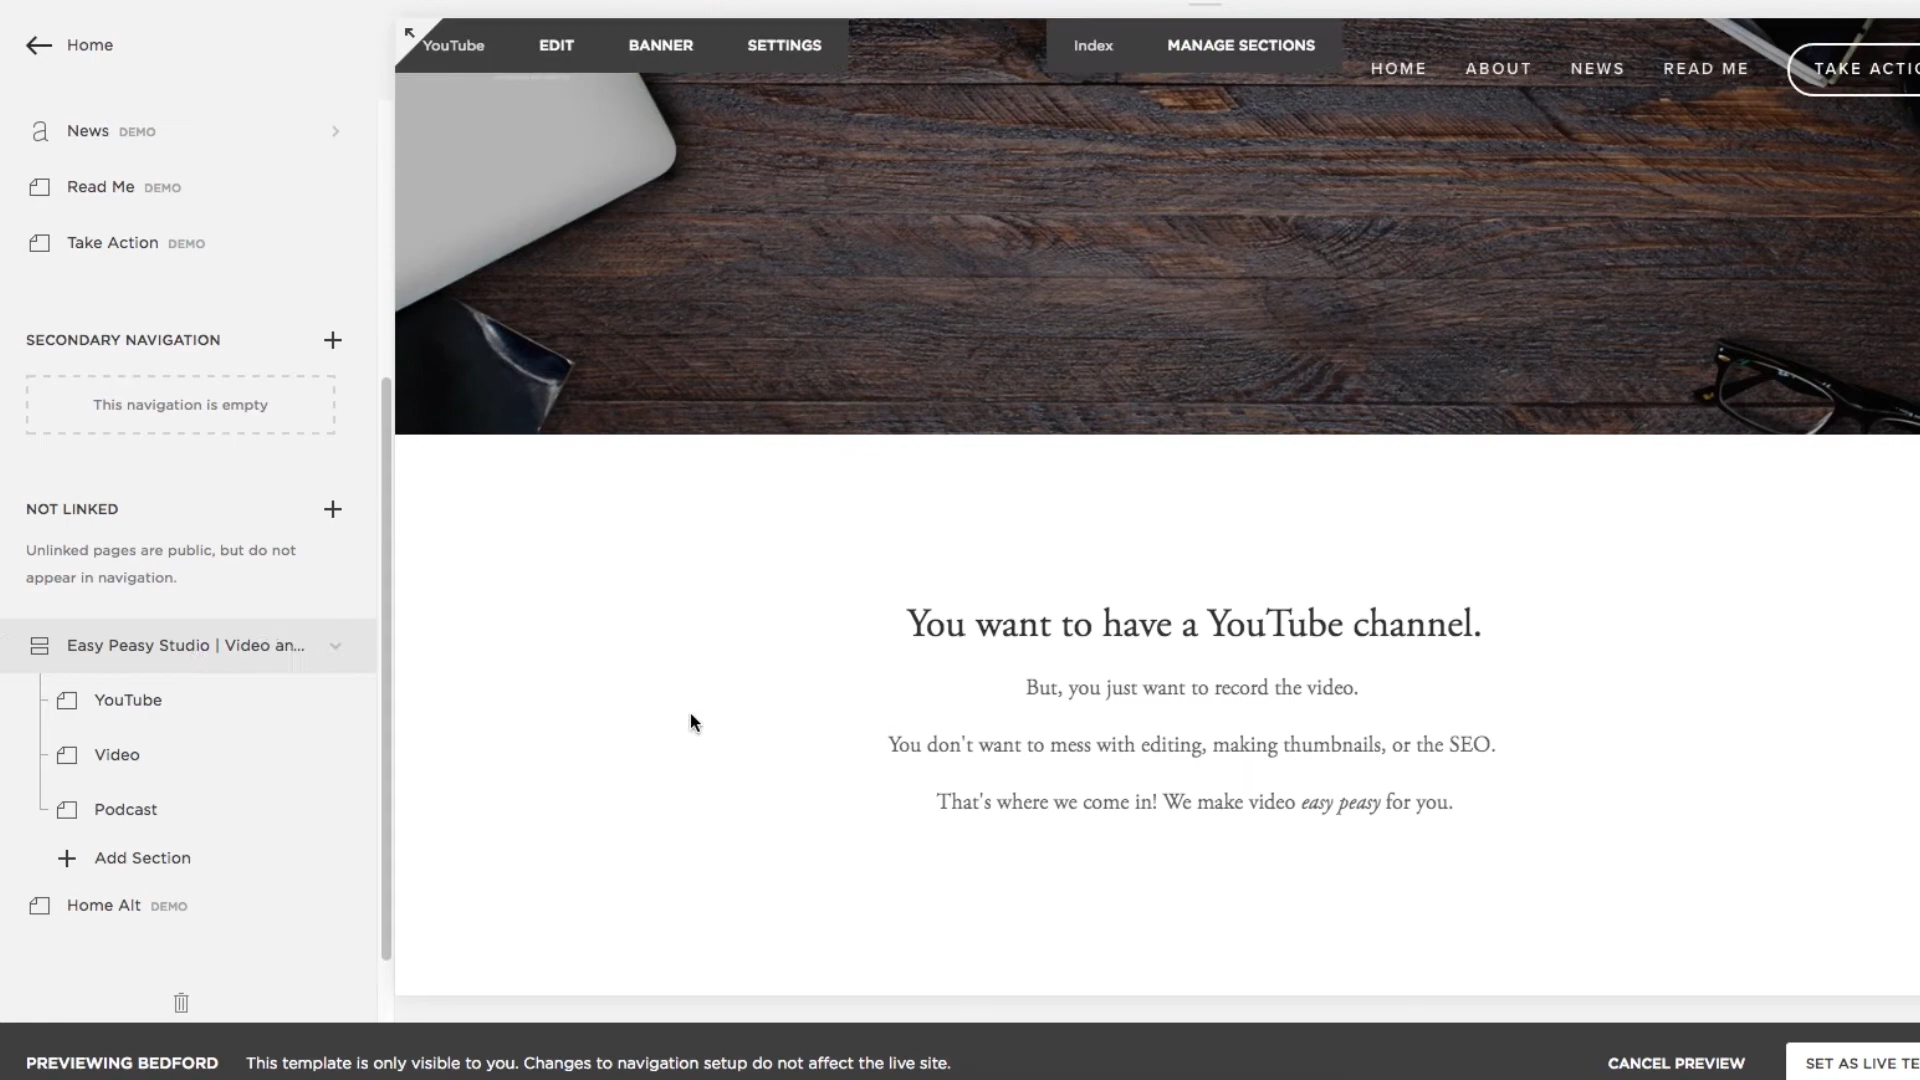 Home
News DEMO
Read Me DEMO
Take Action DEMO
SECONDARY NAVIGATION
This navigation is empty
NOT LINKED
Unlinked pages are public, but do not
appear in navigation.
Easy Peasy Studio | Video an...
YouTube
Video
Podcast
Add Section
Home Alt DEMO
YouTube EDIT BANNER SETTINGS
Index MANAGE SECTIONS
HOME ABOUT NEWS READ ME TAKE ACTIO
You want to have a YouTube channel.
But, you just want to record the video.
You don't want to mess with editing, making thumbnails, or the SEO.
That's where we come in! We make video easy peasy for you.
PREVIEWING BEDFORD This template is only visible to you. Changes to navigation setup do not affect the live site.
CANCEL PREVIEW SET AS LIVE TE